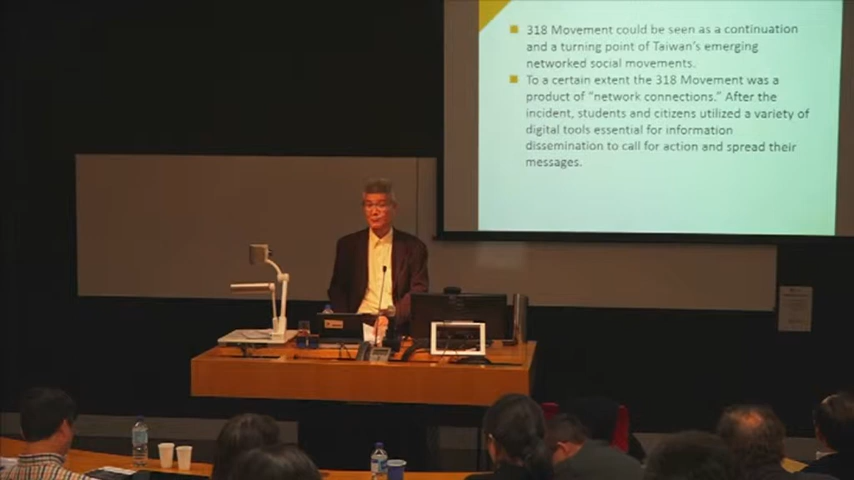 318 Movement could be seen as a continuation
and a turning point of Taiwan's emerging
networked social movements.
To a certain extent the 318 Movement was a
product of "network connections." After the
incident, students and citizens utilized a variety of
digital tools essential for information
dissemination to call for action and spread their
messages.